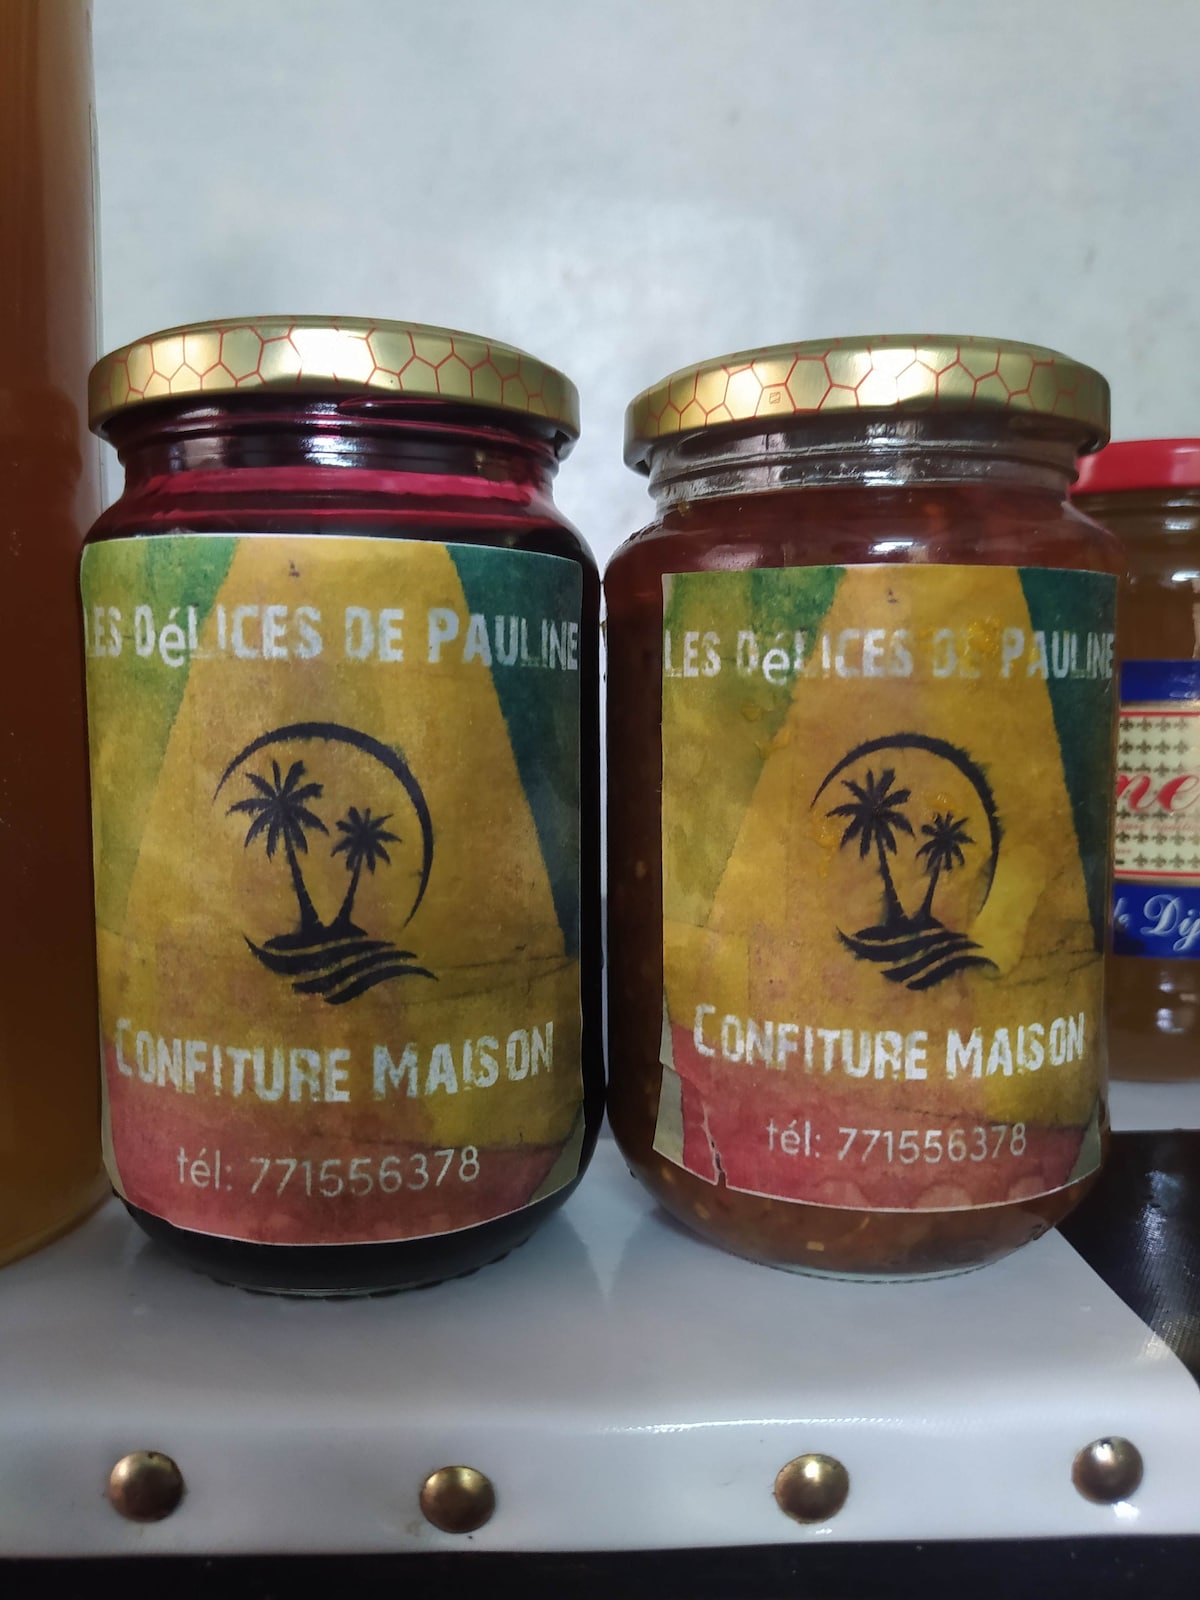 LES DéLICES DE PAULINE
CONFITURE MAISON
tél: 771556378
LES DéLICES DE PAULINE
CONFITURE MAISON
tél: 771556378